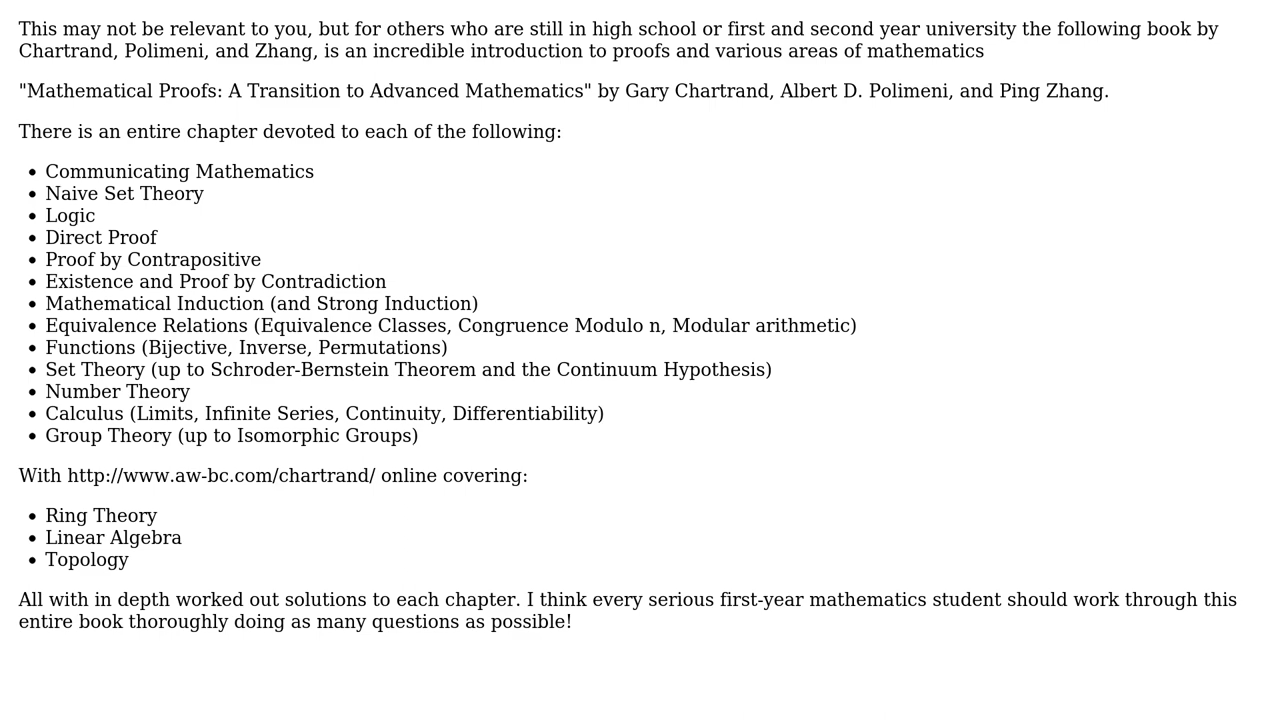 This may not be relevant to you, but for others who are still in high school or first and second year university the following book by
Chartrand, Polimeni, and Zhang, is an incredible introduction to proofs and various areas of mathematics
"Mathematical Proofs: A Transition to Advanced Mathematics" by Gary Chartrand, Albert D. Polimeni, and Ping Zhang.
There is an entire chapter devoted to each of the following:
• Communicating Mathematics
• Naive Set Theory
• Logic
• Direct Proof
• Proof by Contrapositive
• Existence and Proof by Contradiction
• Mathematical Induction (and Strong Induction)
• Equivalence Relations (Equivalence Classes, Congruence Modulo n, Modular arithmetic)
• Functions (Bijective, Inverse, Permutations)
• Set Theory (up to Schroder-Bernstein Theorem and the Continuum Hypothesis)
• Number Theory
• Calculus (Limits, Infinite Series, Continuity, Differentiability)
• Group Theory (up to Isomorphic Groups)
With http://www.aw-bc.com/chartrand/ online covering:
• Ring Theory
• Linear Algebra
• Topology
All with in depth worked out solutions to each chapter. I think every serious first-year mathematics student should work through this
entire book thoroughly doing as many questions as possible!